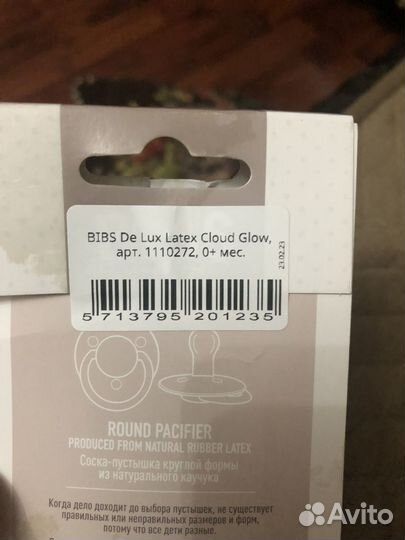 BIBS De Lux Latex Cloud Glow,
арт. 1110272, 0+ мес.
23.02.23
5 713795 201235
ROUND PACIFIER
PRODUCED FROM NATURAL RUBBER LATEX
Соска-пустышка круглой формы
из натурального каучука
Когда дело доходит до выбора пустышек, не существует
правильных или неправильных размеров и форм,
потому что все дети разные.
Avito